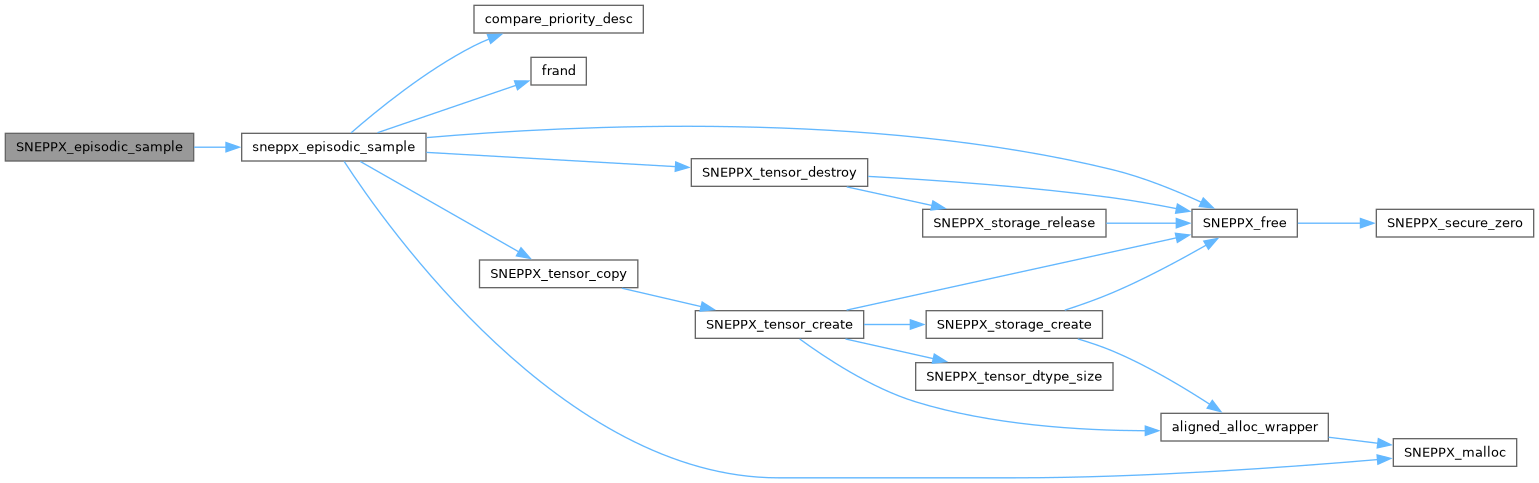 compare_priority_desc
frand
SNEPPX_episodic_sample
sneppx_episodic_sample
SNEPPX_tensor_destroy
SNEPPX_storage_release
SNEPPX_free
SNEPPX_secure_zero
SNEPPX_tensor_copy
SNEPPX_tensor_create
SNEPPX_storage_create
SNEPPX_tensor_dtype_size
aligned_alloc_wrapper
SNEPPX_malloc